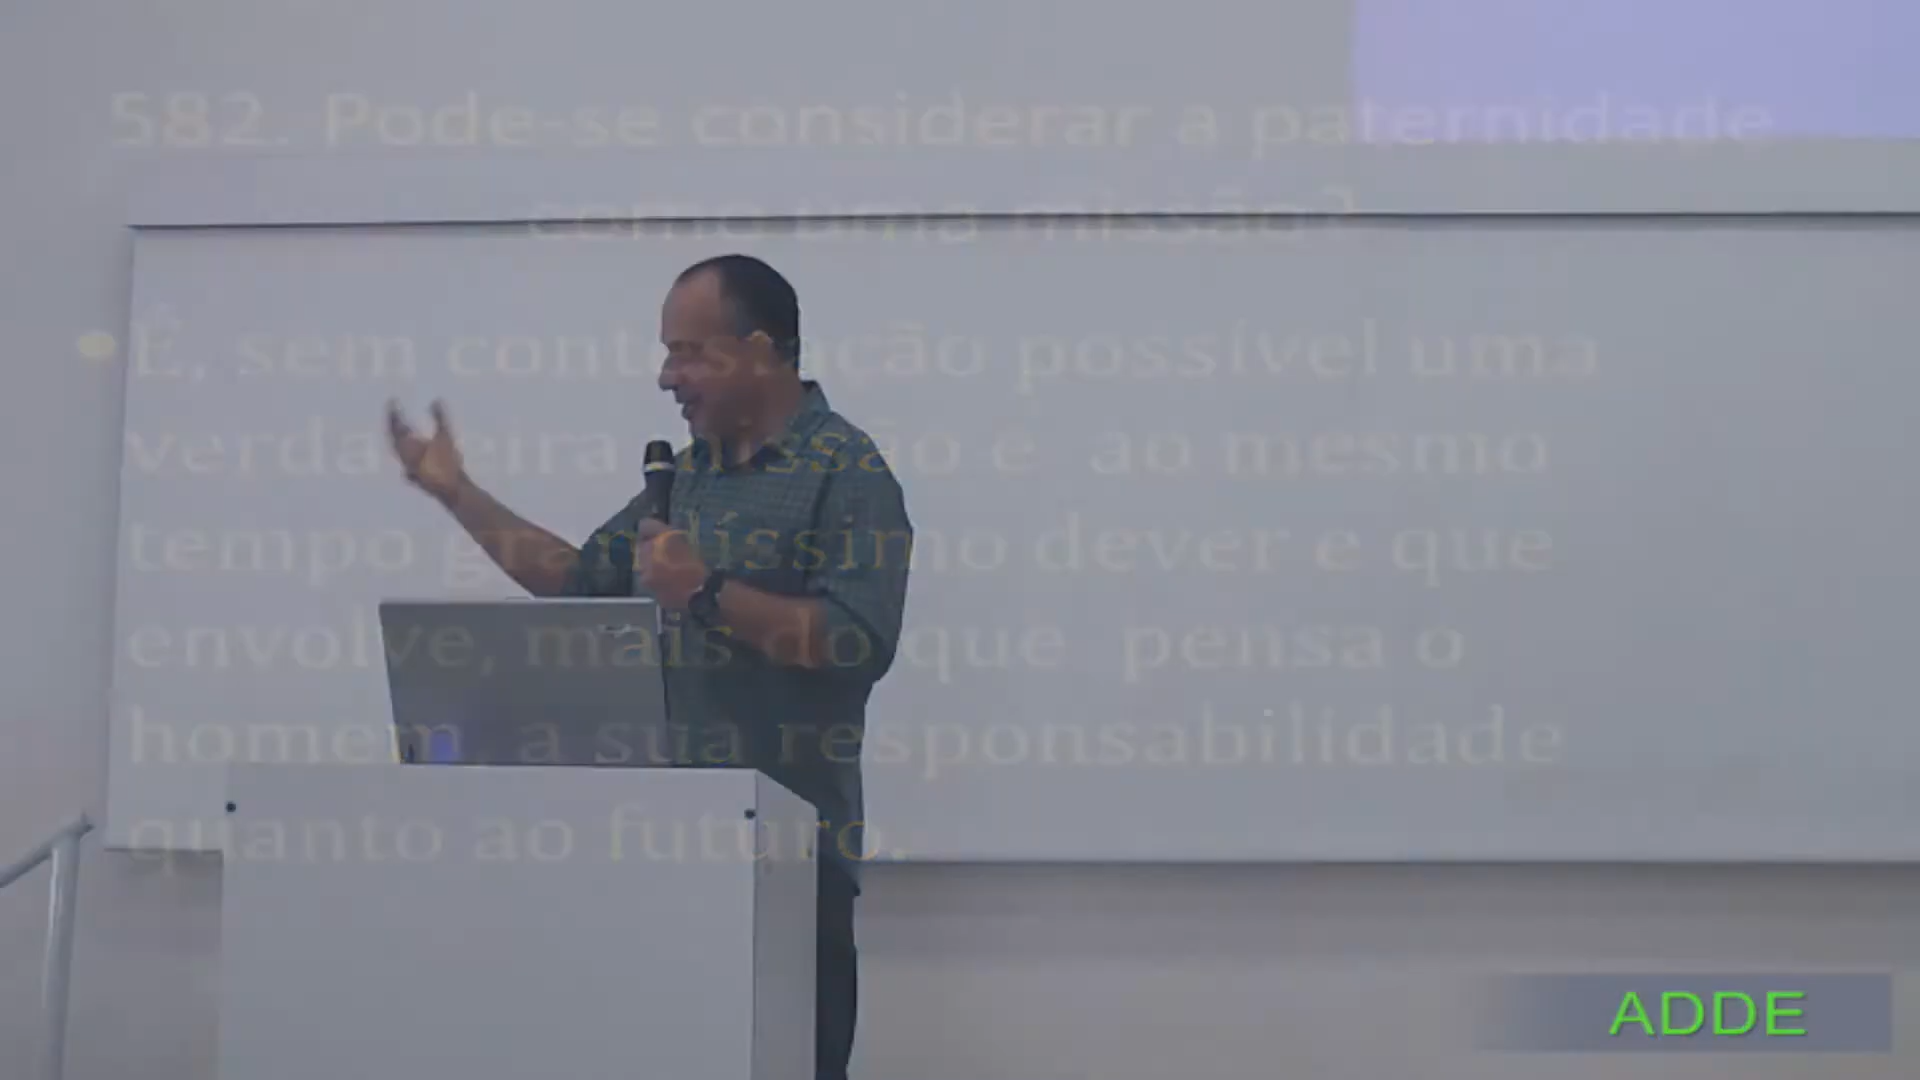 582. Pode-se considerar a paternidade
como uma missão?
• É, sem contestação possível uma
verdadeira missão e ao mesmo
tempo grandíssimo dever e que
envolve, mais do que pensa o
homem, a sua responsabilidade
quanto ao futuro.
ADDE